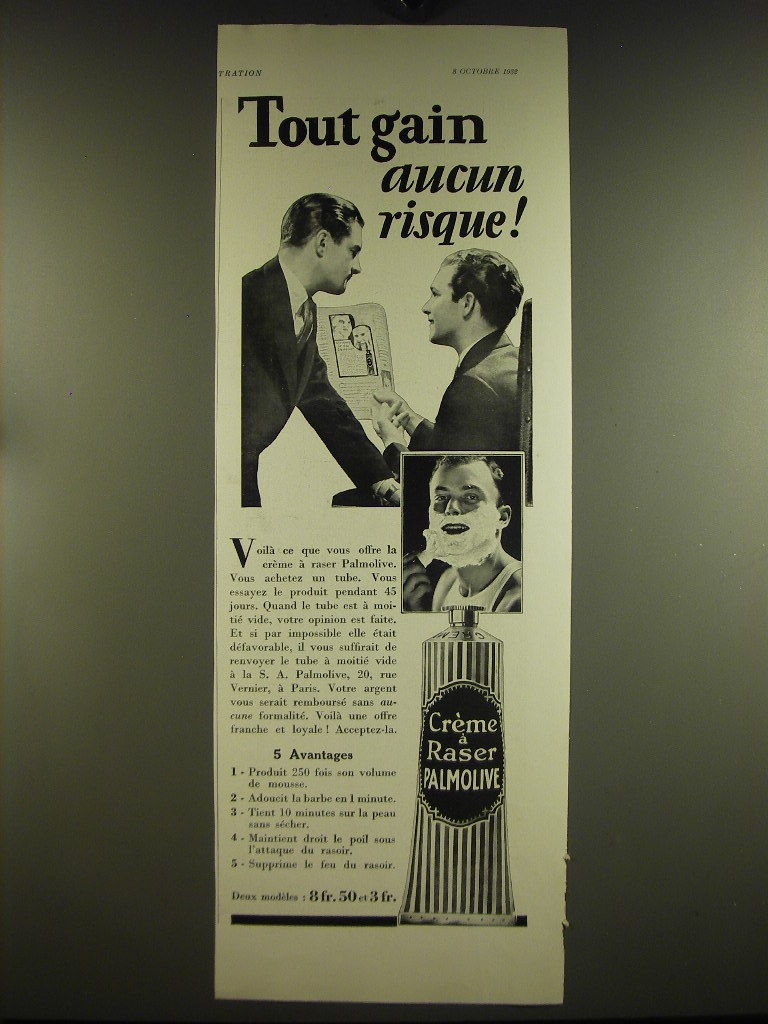 TRATION
8 OCTOBRE 1932
Tout gain
aucun
risque!
Voilà ce que vous offre la
crème à raser Palmolive.
Vous achetez un tube. Vous
essayez le produit pendant 45
jours. Quand le tube est à moi-
tié vide, votre opinion est faite.
Et si par impossible elle était
défavorable, il vous suffirait de
renvoyer le tube à moitié vide
à la S. A. Palmolive, 20, rue
Vernier, à Paris. Votre argent
vous serait remboursé sans au-
cune formalité. Voilà une offre
franche et loyale! Acceptez-la.
5 Avantages
1 - Produit 250 fois son volume
de mousse.
2 - Adoucit la barbe en 1 minute.
3 - Tient 10 minutes sur la peau
sans sécher.
4 - Maintient droit le poil sous
l'attaque du rasoir.
5 - Supprime le feu du rasoir.
Deux modèles : 8 fr. 50 et 3 fr.
CREME
Crème
à
Raser
PALMOLIVE